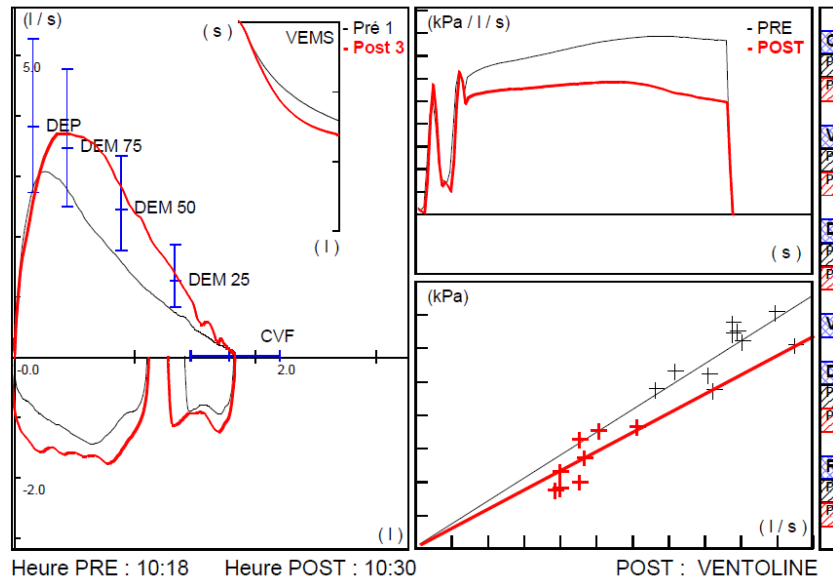 (l / s)
5.0
DEP
DEM 75
DEM 50
DEM 25
CVF
-0.0
2.0
-2.0
(l)
(s)
VEMS
- Pré 1
- Post 3
(l)
(kPa / l / s)
- PRE
- POST
(s)
(kPa)
(l / s)
Heure PRE : 10:18 Heure POST : 10:30 POST : VENTOLINE